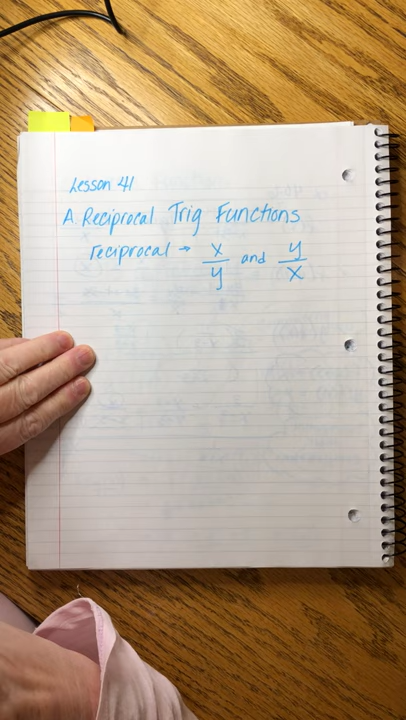 Lesson 41
A. Reciprocal Trig Functions
reciprocal → x/y and y/x